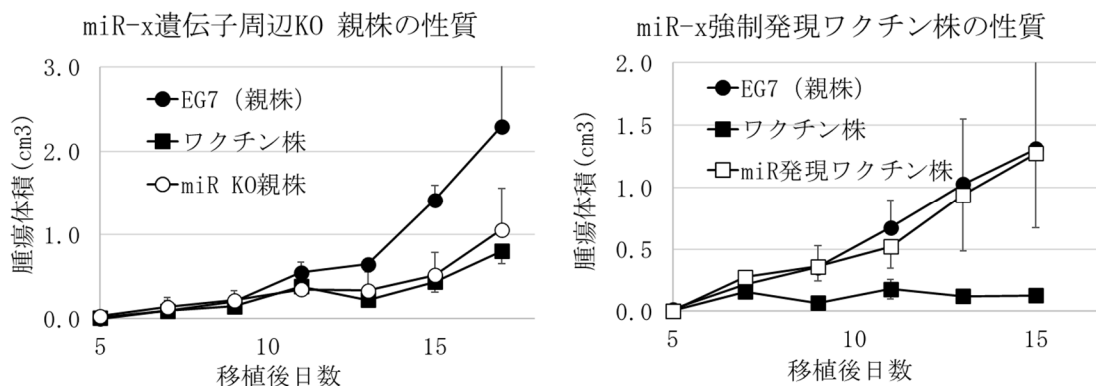 miR-x遺伝子周辺KO 親株の性質
3.0
2.0
1.0
0.0
腫瘍体積(cm3)
EG7 (親株)
ワクチン株
miR KO親株
5
10
15
移植後日数
miR-x強制発現ワクチン株の性質
2.0
1.5
1.0
0.5
0.0
腫瘍体積(cm3)
EG7 (親株)
ワクチン株
miR発現ワクチン株
5
10
15
移植後日数